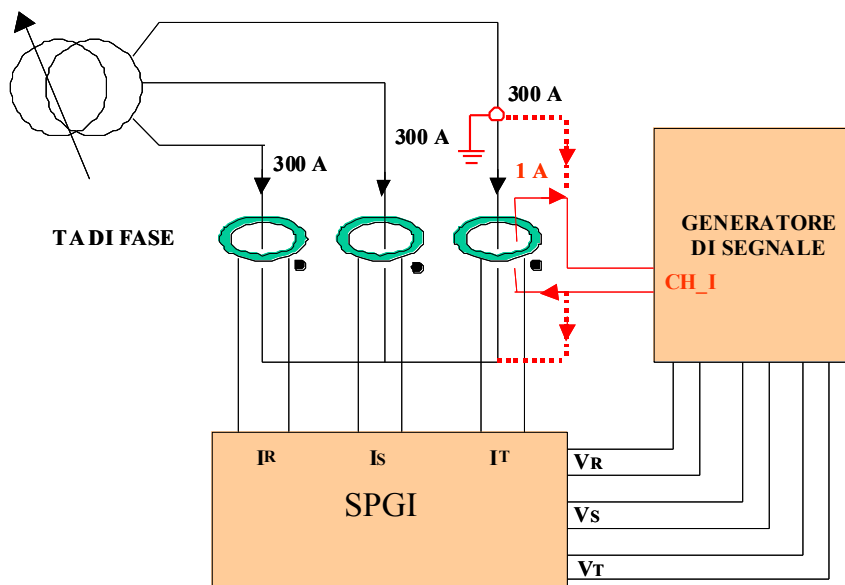 300 A
300 A
300 A
1 A
TA DI FASE
GENERATORE
DI SEGNALE
CH_I
IR
IS
IT
SPGI
VR
VS
VT